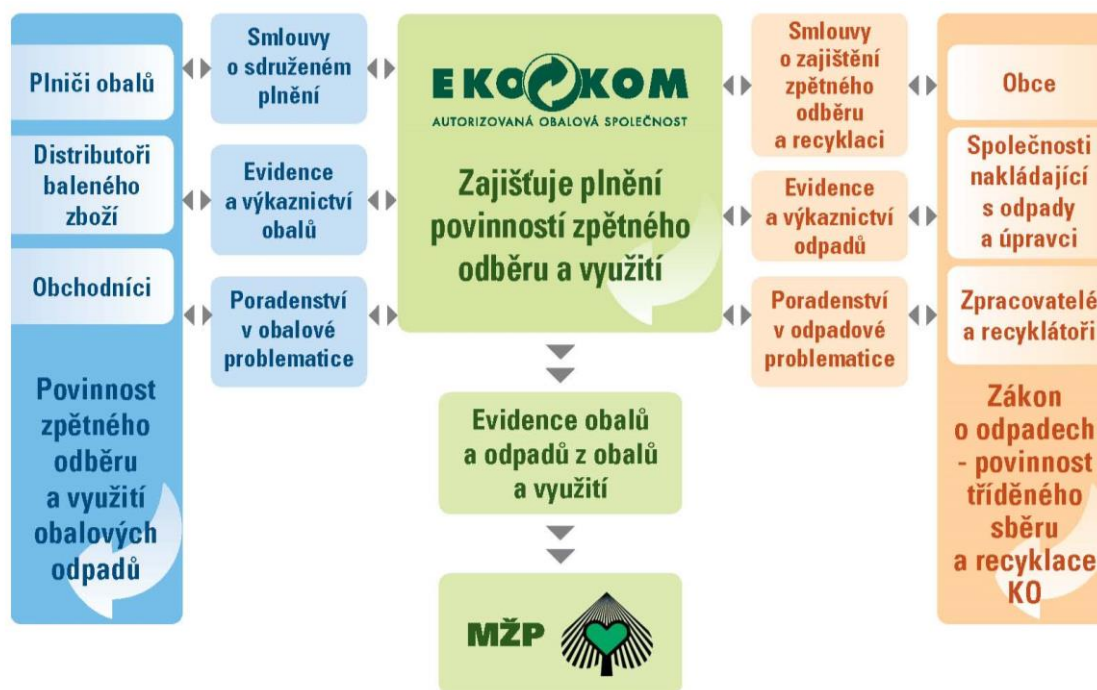 Plniči obalů
Distributoři
baleného
zboží
Obchodníci
Povinnost
zpětného
odběru
a využití
obalových
odpadů
Smlouvy
o sdruženém
plnění
Evidence
a výkaznictví
obalů
Poradenství
v obalové
problematice
EKO KOM
AUTORIZOVANÁ OBALOVÁ SPOLEČNOST
Zajišťuje plnění
povinností zpětného
odběru a využití
Evidence obalů
a odpadů z obalů
a využití
MŽP
Smlouvy
o zajištění
zpětného
odběru
a recyklaci
Evidence
a výkaznictví
odpadů
Poradenství
v odpadové
problematice
Obce
Společnosti
nakládající
s odpady
a úpravci
Zpracovatelé
a recyklátoři
Zákon
o odpadech
- povinnost
tříděného
sběru
a recyklace
KO